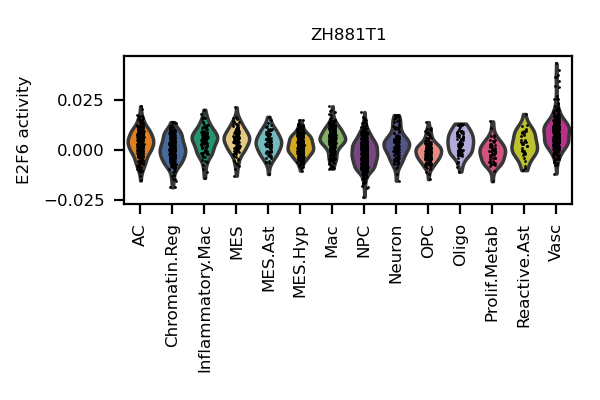 ZH881T1
E2F6 activity
0.025
0.000
−0.025
AC
Chromatin.Reg
Inflammatory.Mac
MES
MES.Ast
MES.Hyp
Mac
NPC
Neuron
OPC
Oligo
Prolif.Metab
Reactive.Ast
Vasc